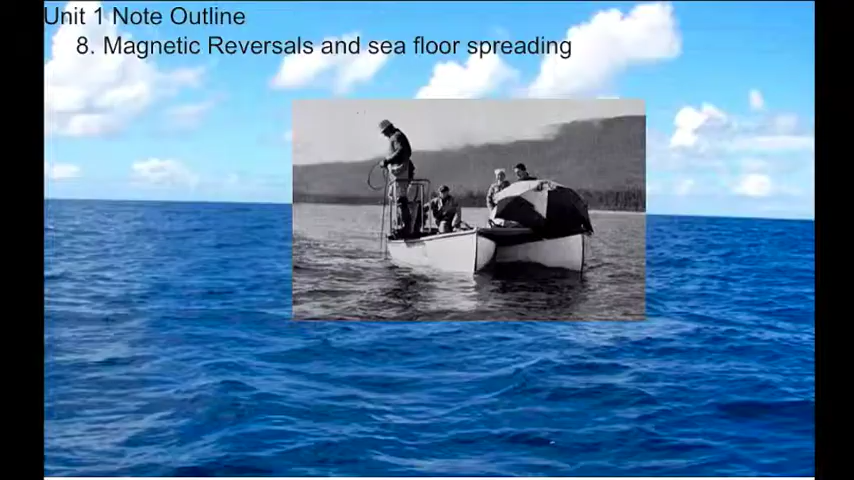 Unit 1 Note Outline
8. Magnetic Reversals and sea floor spreading